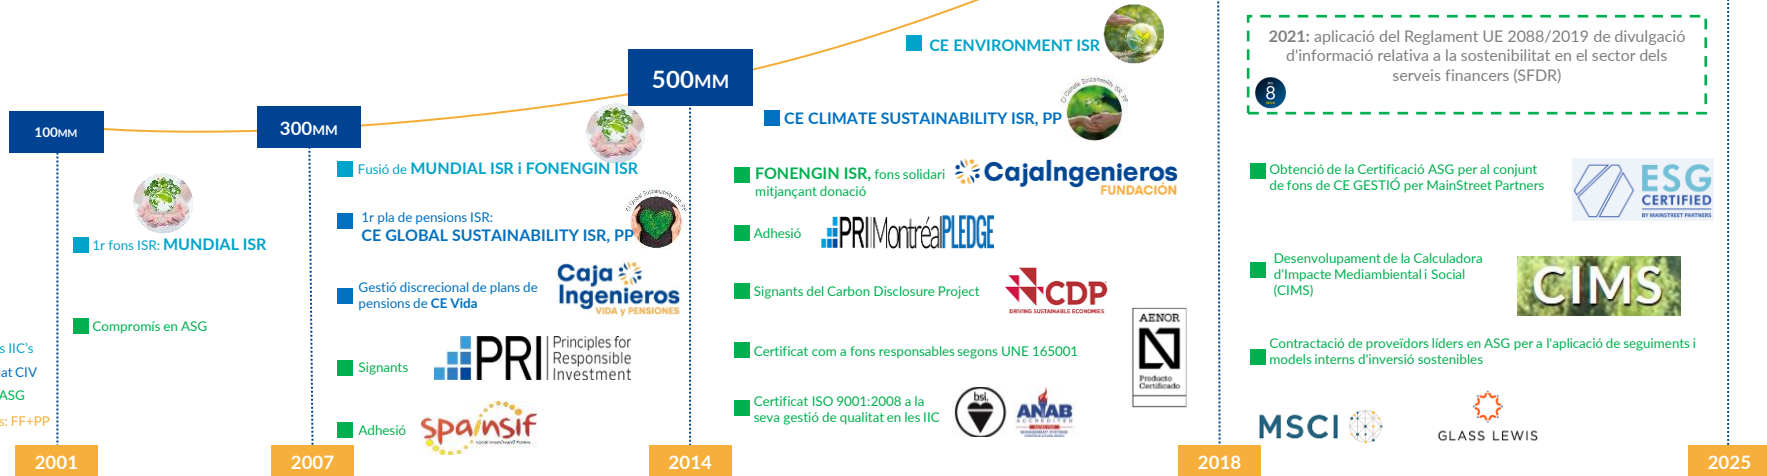 CE ENVIRONMENT ISR
2021: aplicació del Reglament UE 2088/2019 de divulgació
d'informació relativa a la sostenibilitat en el sector dels
serveis financers (SFDR)
8
500MM
CE CLIMATE SUSTAINABILITY ISR, PP
100MM
300MM
1r fons ISR: MUNDIAL ISR
Compromís en ASG
s IIC's
lat CIV
ASG
s: FF+PP
Fusió de MUNDIAL ISR i FONENGIN ISR
1r pla de pensions ISR:
CE GLOBAL SUSTAINABILITY ISR, PP
Gestió discrecional de plans de
pensions de CE Vida
Caja
Ingenieros
VIDA y PENSIONES
Signants
PRI Principles for
Responsible
Investment
Adhesió
spainsif
FONENGIN ISR, fons solidari
mitjançant donació
CajaIngenieros
FUNDACIÓN
Adhesió
PRI Montréal PLEDGE
Signants del Carbon Disclosure Project
CDP
DRIVING SUSTAINABLE ECONOMIES
Certificat com a fons responsables segons UNE 165001
AENOR
N
Producto
Certificado
Certificat ISO 9001:2008 a la
seva gestió de qualitat en les IIC
bsi.
ANAB
ACCREDITED
Obtenció de la Certificació ASG per al conjunt
de fons de CE GESTIÓ per MainStreet Partners
ESG
CERTIFIED
BY MAINSTREET PARTNERS
Desenvolupament de la Calculadora
d'Impacte Mediambiental i Social
(CIMS)
CIMS
Contractació de proveïdors líders en ASG per a l'aplicació de seguiments i
models interns d'inversió sostenibles
MSCI
GLASS LEWIS
2001
2007
2014
2018
2025